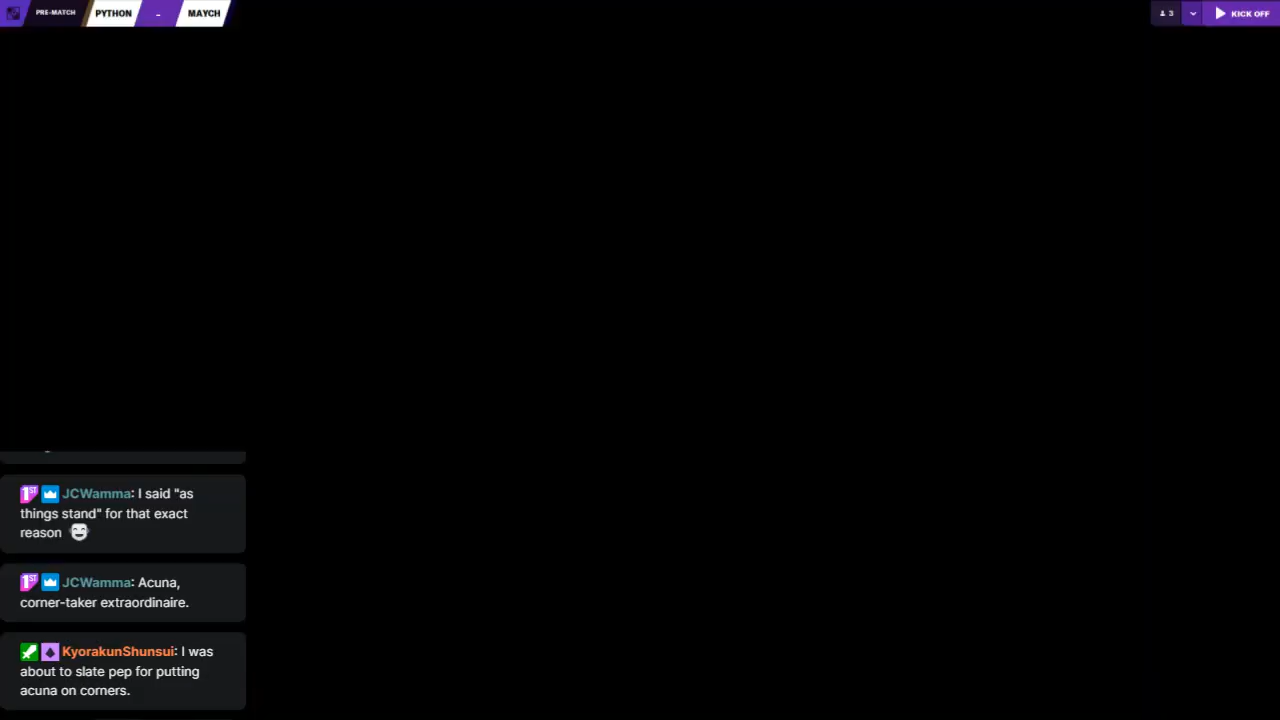 PRE-MATCH PYTHON - MAYCH 3 KICK OFF
JCWamma: I said "as
things stand" for that exact
reason
JCWamma: Acuna,
corner-taker extraordinaire.
KyorakunShunsui: I was
about to slate pep for putting
acuna on corners.